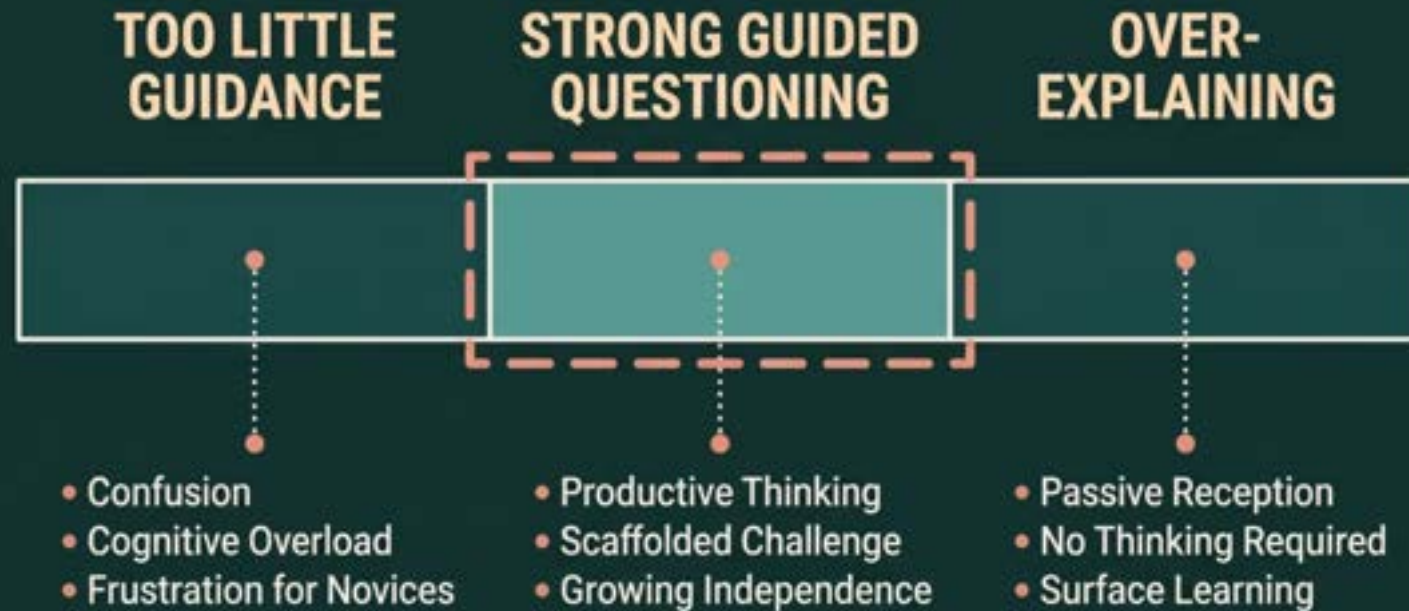 TOO LITTLE
GUIDANCE
STRONG GUIDED
QUESTIONING
OVER-
EXPLAINING
• Confusion
• Cognitive Overload
• Frustration for Novices
• Productive Thinking
• Scaffolded Challenge
• Growing Independence
• Passive Reception
• No Thinking Required
• Surface Learning